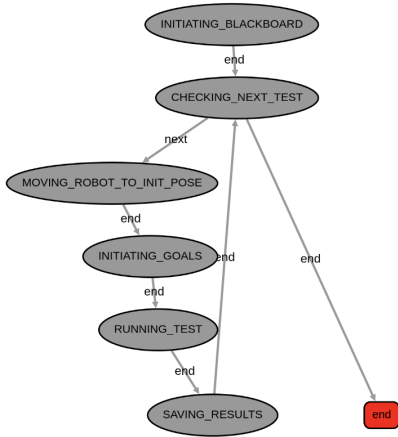 INITIATING_BLACKBOARD
end
CHECKING_NEXT_TEST
next
MOVING_ROBOT_TO_INIT_POSE
end
INITIATING_GOALS
end
end
end
RUNNING_TEST
end
SAVING_RESULTS
end